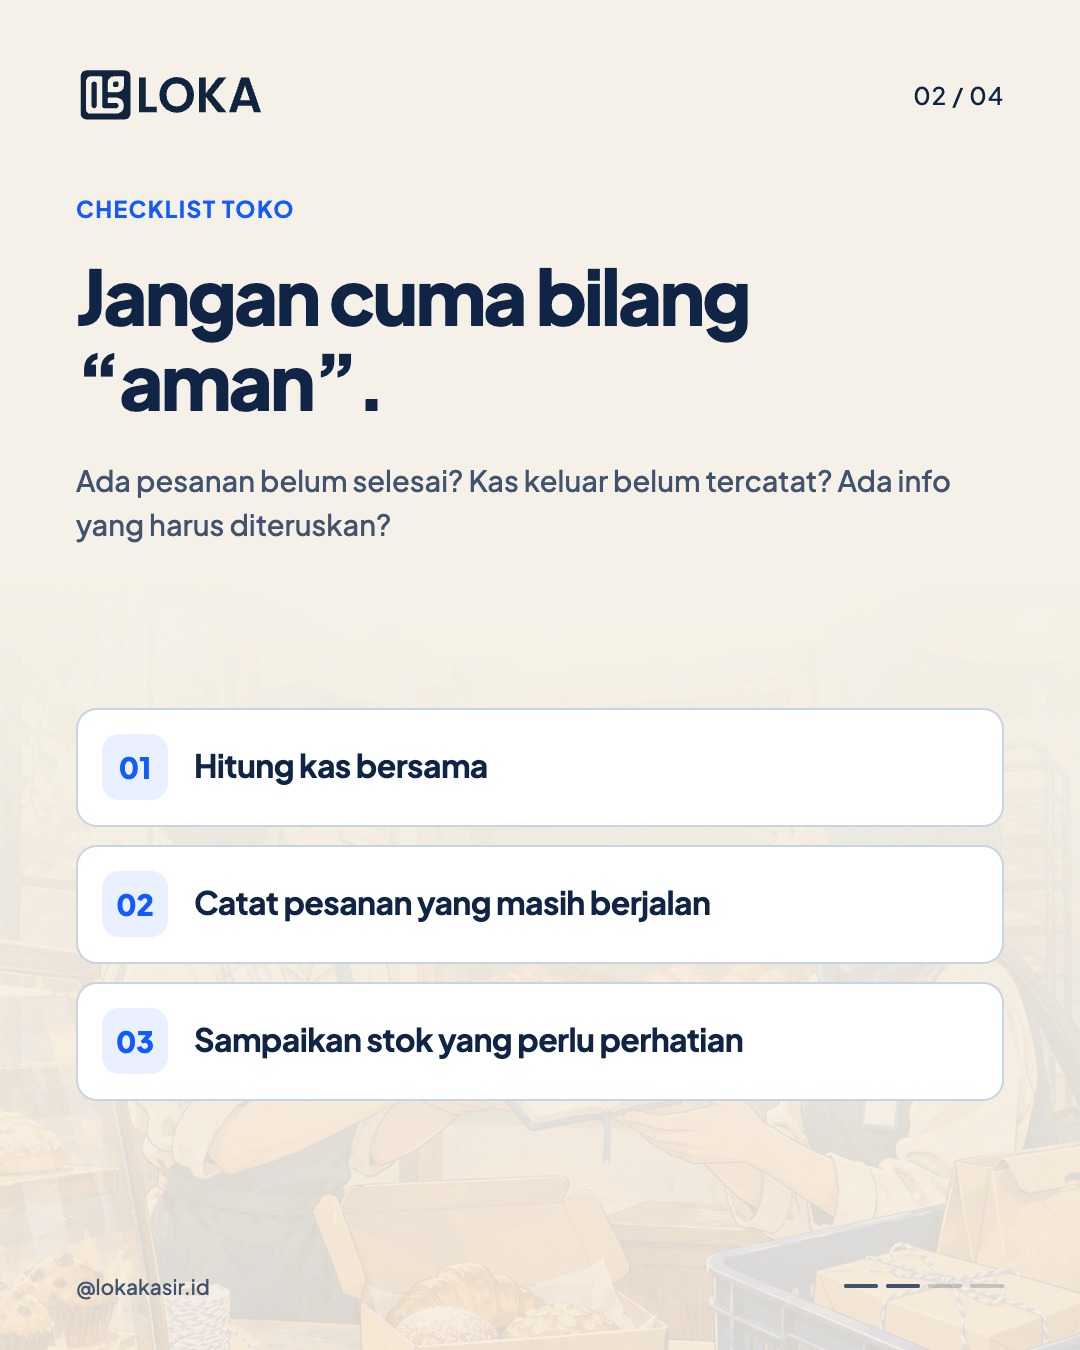 LOKA
02 / 04
CHECKLIST TOKO
Jangan cuma bilang
“aman”.
Ada pesanan belum selesai? Kas keluar belum tercatat? Ada info
yang harus diteruskan?
01 Hitung kas bersama
02 Catat pesanan yang masih berjalan
03 Sampaikan stok yang perlu perhatian
@lokakasir.id